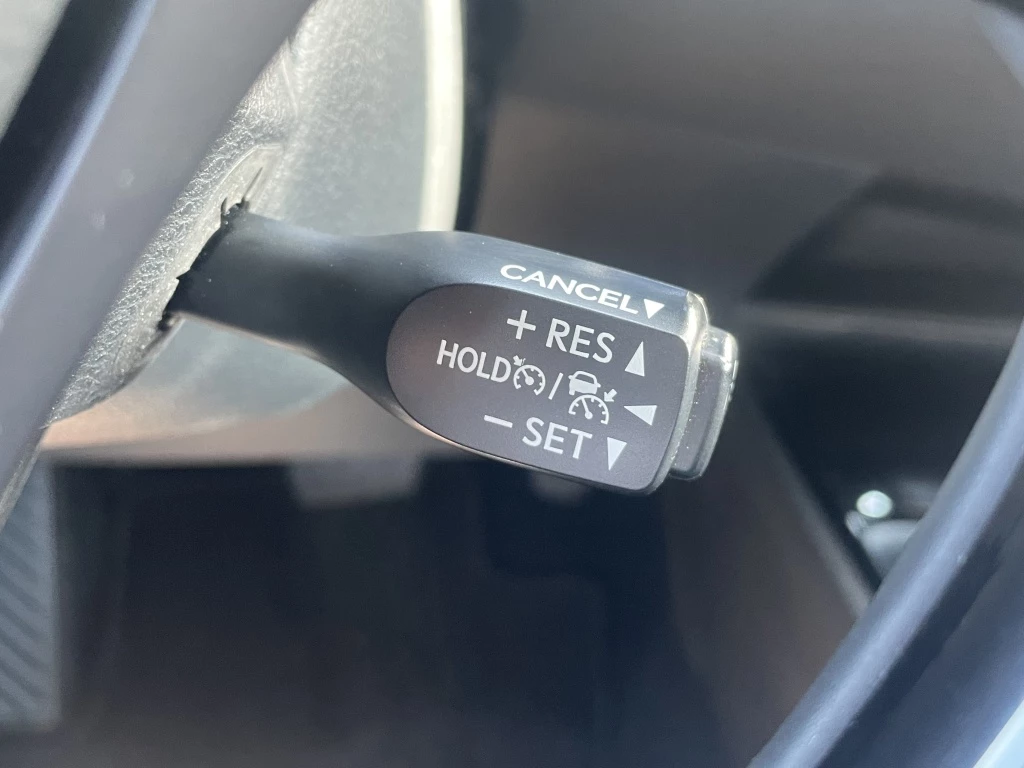 CANCEL
+ RES
HOLD /
− SET